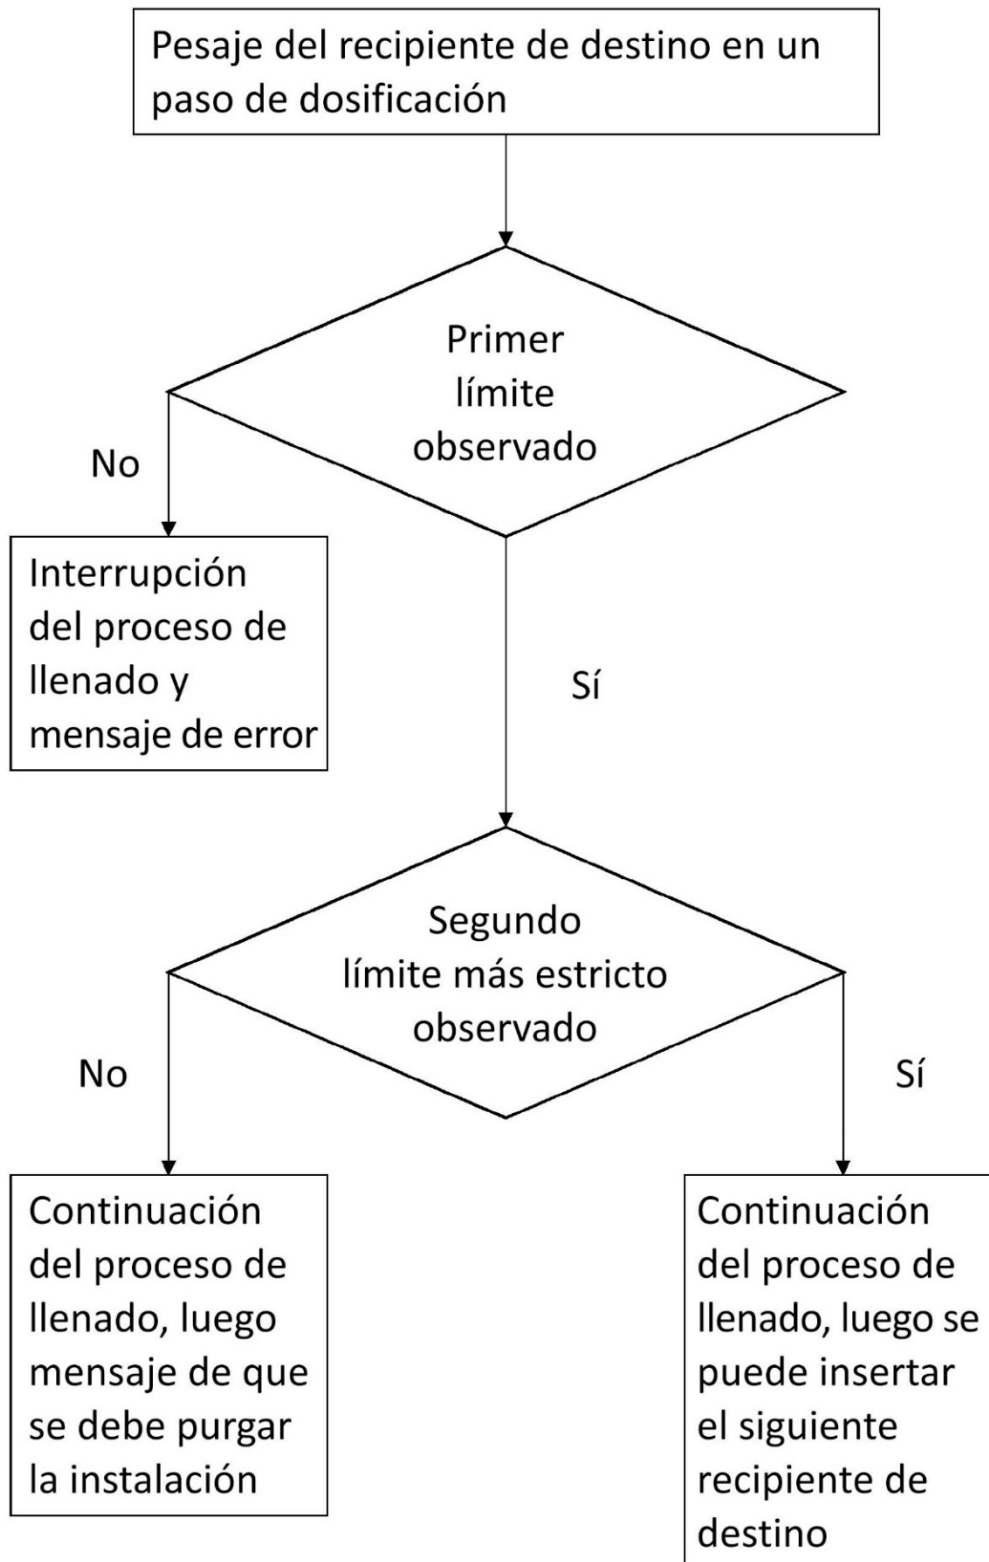 Pesaje del recipiente de destino en un
paso de dosificación
Primer
límite
observado
No
Interrupción
del proceso de
llenado y
mensaje de error
Sí
Segundo
límite más estricto
observado
No
Sí
Continuación
del proceso de
llenado, luego
mensaje de que
se debe purgar
la instalación
Continuación
del proceso de
llenado, luego se
puede insertar
el siguiente
recipiente de
destino